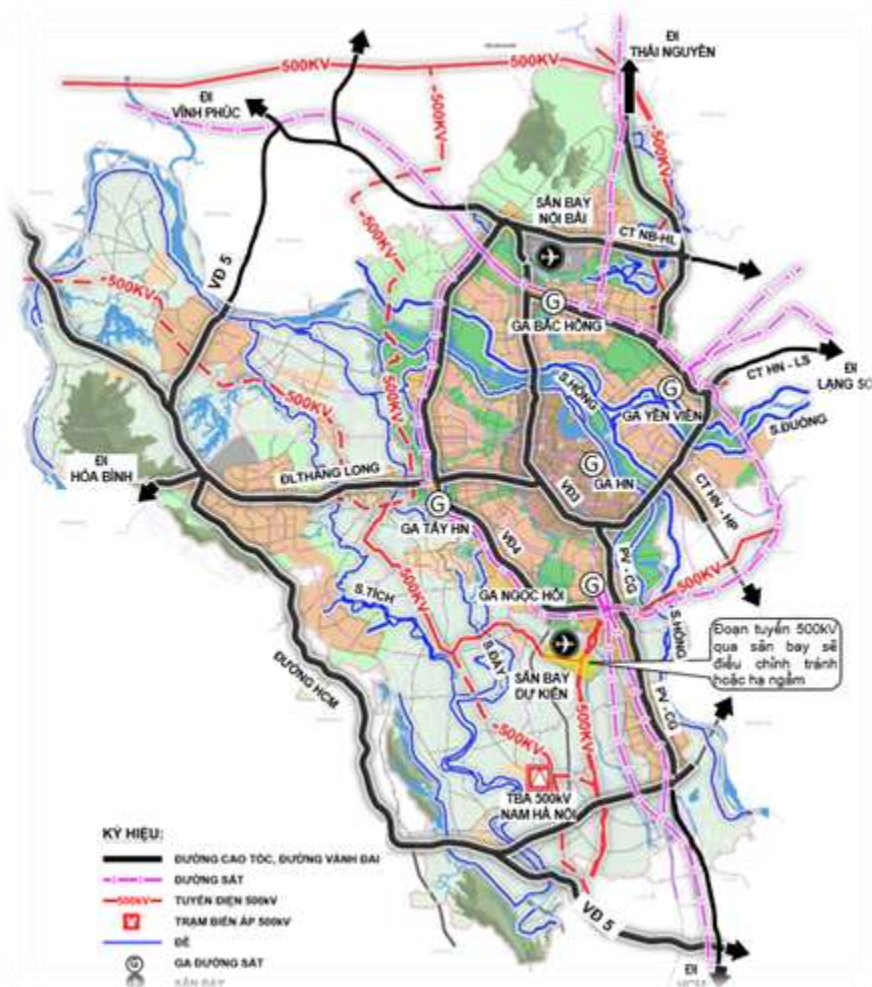 ĐI
THÁI NGUYÊN
500KV
500KV
ĐI
VĨNH PHÚC
500KV
500KV
SÂN BAY
NỘI BÀI
CT NB-HL
500KV
VĐ 5
500KV
GA BẮC HỒNG
CT HN - LS
ĐI
LẠNG SƠ
S.HỒNG
GA YÊN VIÊN
S.ĐUỐNG
500KV
ĐI
HÒA BÌNH
ĐLTHĂNG LONG
GA HN
VĐ3
CT HN - HP
GA TÂY HN
VĐ4
PV - CG
500KV
500KV
GA NGỌC HỒI
S.TÍCH
S.HỒNG
Đoạn tuyến 500kV
qua sân bay sẽ
điều chỉnh tránh
hoặc hạ ngầm
S.ĐÁY
SÂN BAY
DỰ KIẾN
ĐƯỜNG HCM
PV - CG
500KV
500KV
TBA 500kV
NAM HÀ NỘI
VĐ 5
ĐI
HCM
KÝ HIỆU:
ĐƯỜNG CAO TỐC, ĐƯỜNG VÀNH ĐAI
ĐƯỜNG SẮT
500KV TUYẾN ĐIỆN 500kV
TRẠM BIẾN ÁP 500kV
ĐÊ
G GA ĐƯỜNG SẮT
SÂN BAY